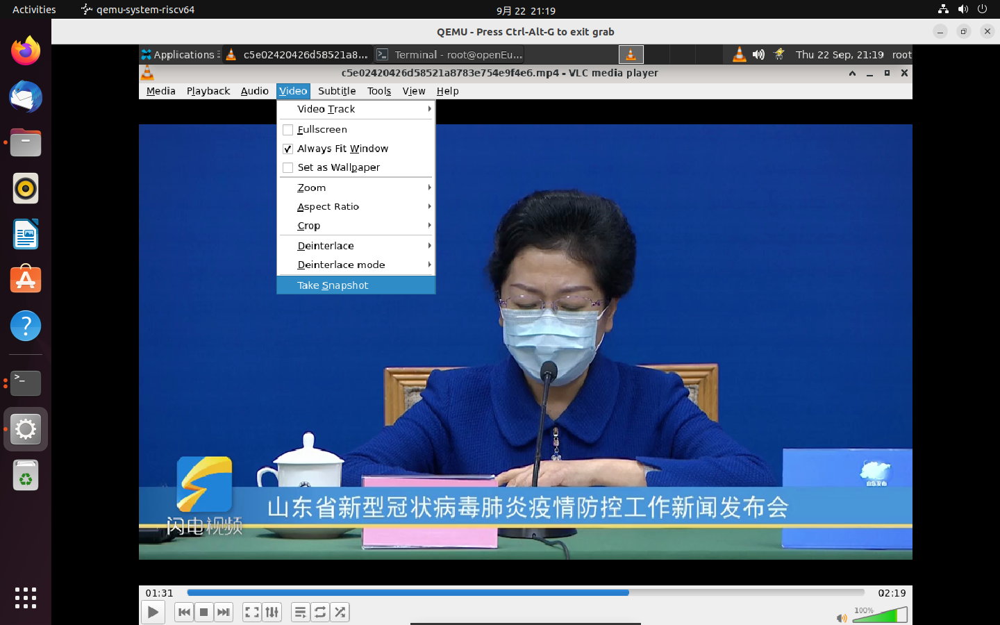 Activities
qemu-system-riscv64
9月 22 21:19
QEMU - Press Ctrl-Alt-G to exit grab
Applications
c5e02420426d58521a8...
Terminal - root@openEu...
Thu 22 Sep, 21:19
root
c5e02420426d58521a8783e754e9f4e6.mp4 - VLC media player
Media Playback Audio Video Subtitle Tools View Help
Video Track
Fullscreen
Always Fit Window
Set as Wallpaper
Zoom
Aspect Ratio
Crop
Deinterlace
Deinterlace mode
Take Snapshot
山东发布
山东省新型冠状病毒肺炎疫情防控工作新闻发布会
闪电视频
01:31
02:19
100%